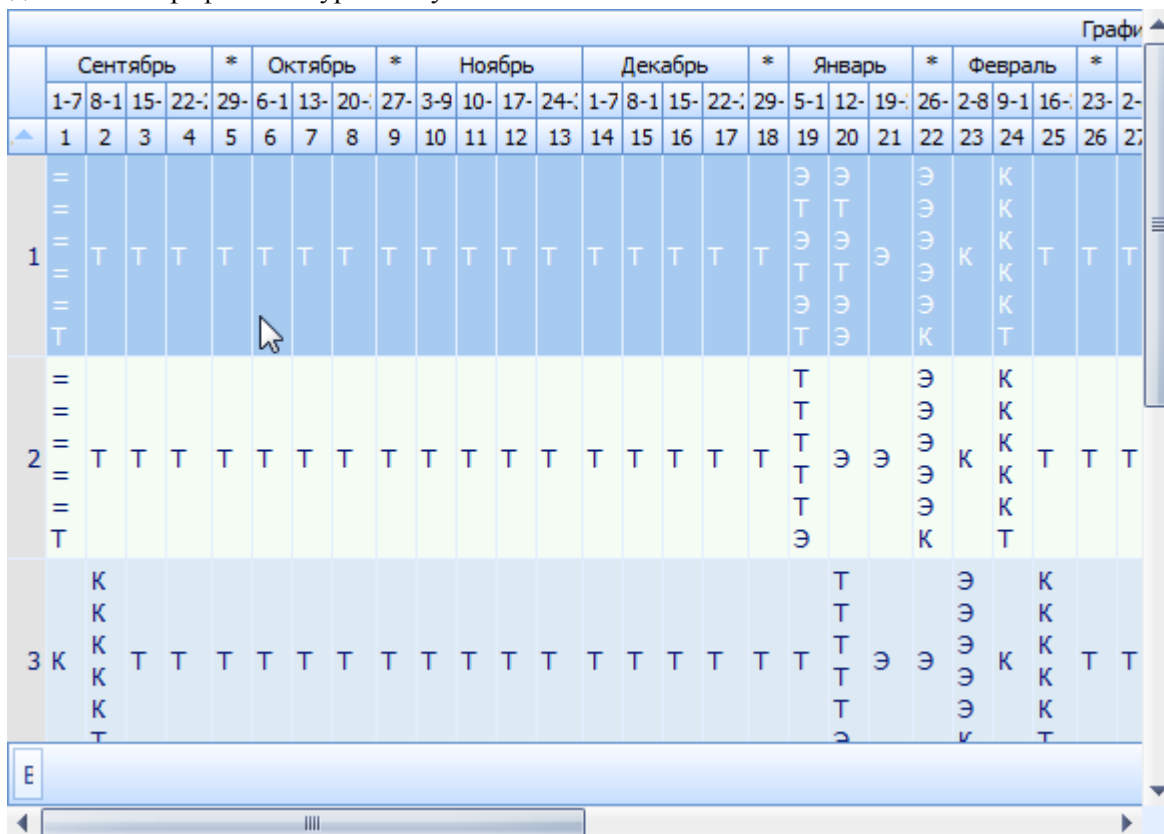 Графи
Сентябрь * Октябрь * Ноябрь Декабрь * Январь * Февраль *
1-7 8-1 15- 22- 29- 6-1 13- 20- 27- 3-9 10- 17- 24- 1-7 8-1 15- 22- 29- 5-1 12- 19- 26- 2-8 9-1 16- 23- 2-
1 2 3 4 5 6 7 8 9 10 11 12 13 14 15 16 17 18 19 20 21 22 23 24 25 26 27
= Э Э Э К
= Т Т Э К
= Э Э Э К
1 Т Т Т Т Т Т Т Т Т Т Т Т Т Т Т Т Т Э К Т Т Т
= Т Т Э К
= Э Э Э К
Т Т Э К Т
= Т Э К
= Т Э К
= Т Э К
2 Т Т Т Т Т Т Т Т Т Т Т Т Т Т Т Т Т Э Э К Т Т Т
= Т Э К
= Т Э К
Т Э К Т
К Т Э К
К Т Э К
К Т Э К
3 К Т Т Т Т Т Т Т Т Т Т Т Т Т Т Т Т Т Э Э К Т Т
К Т Э К
К Т Э К
Т Э К Т